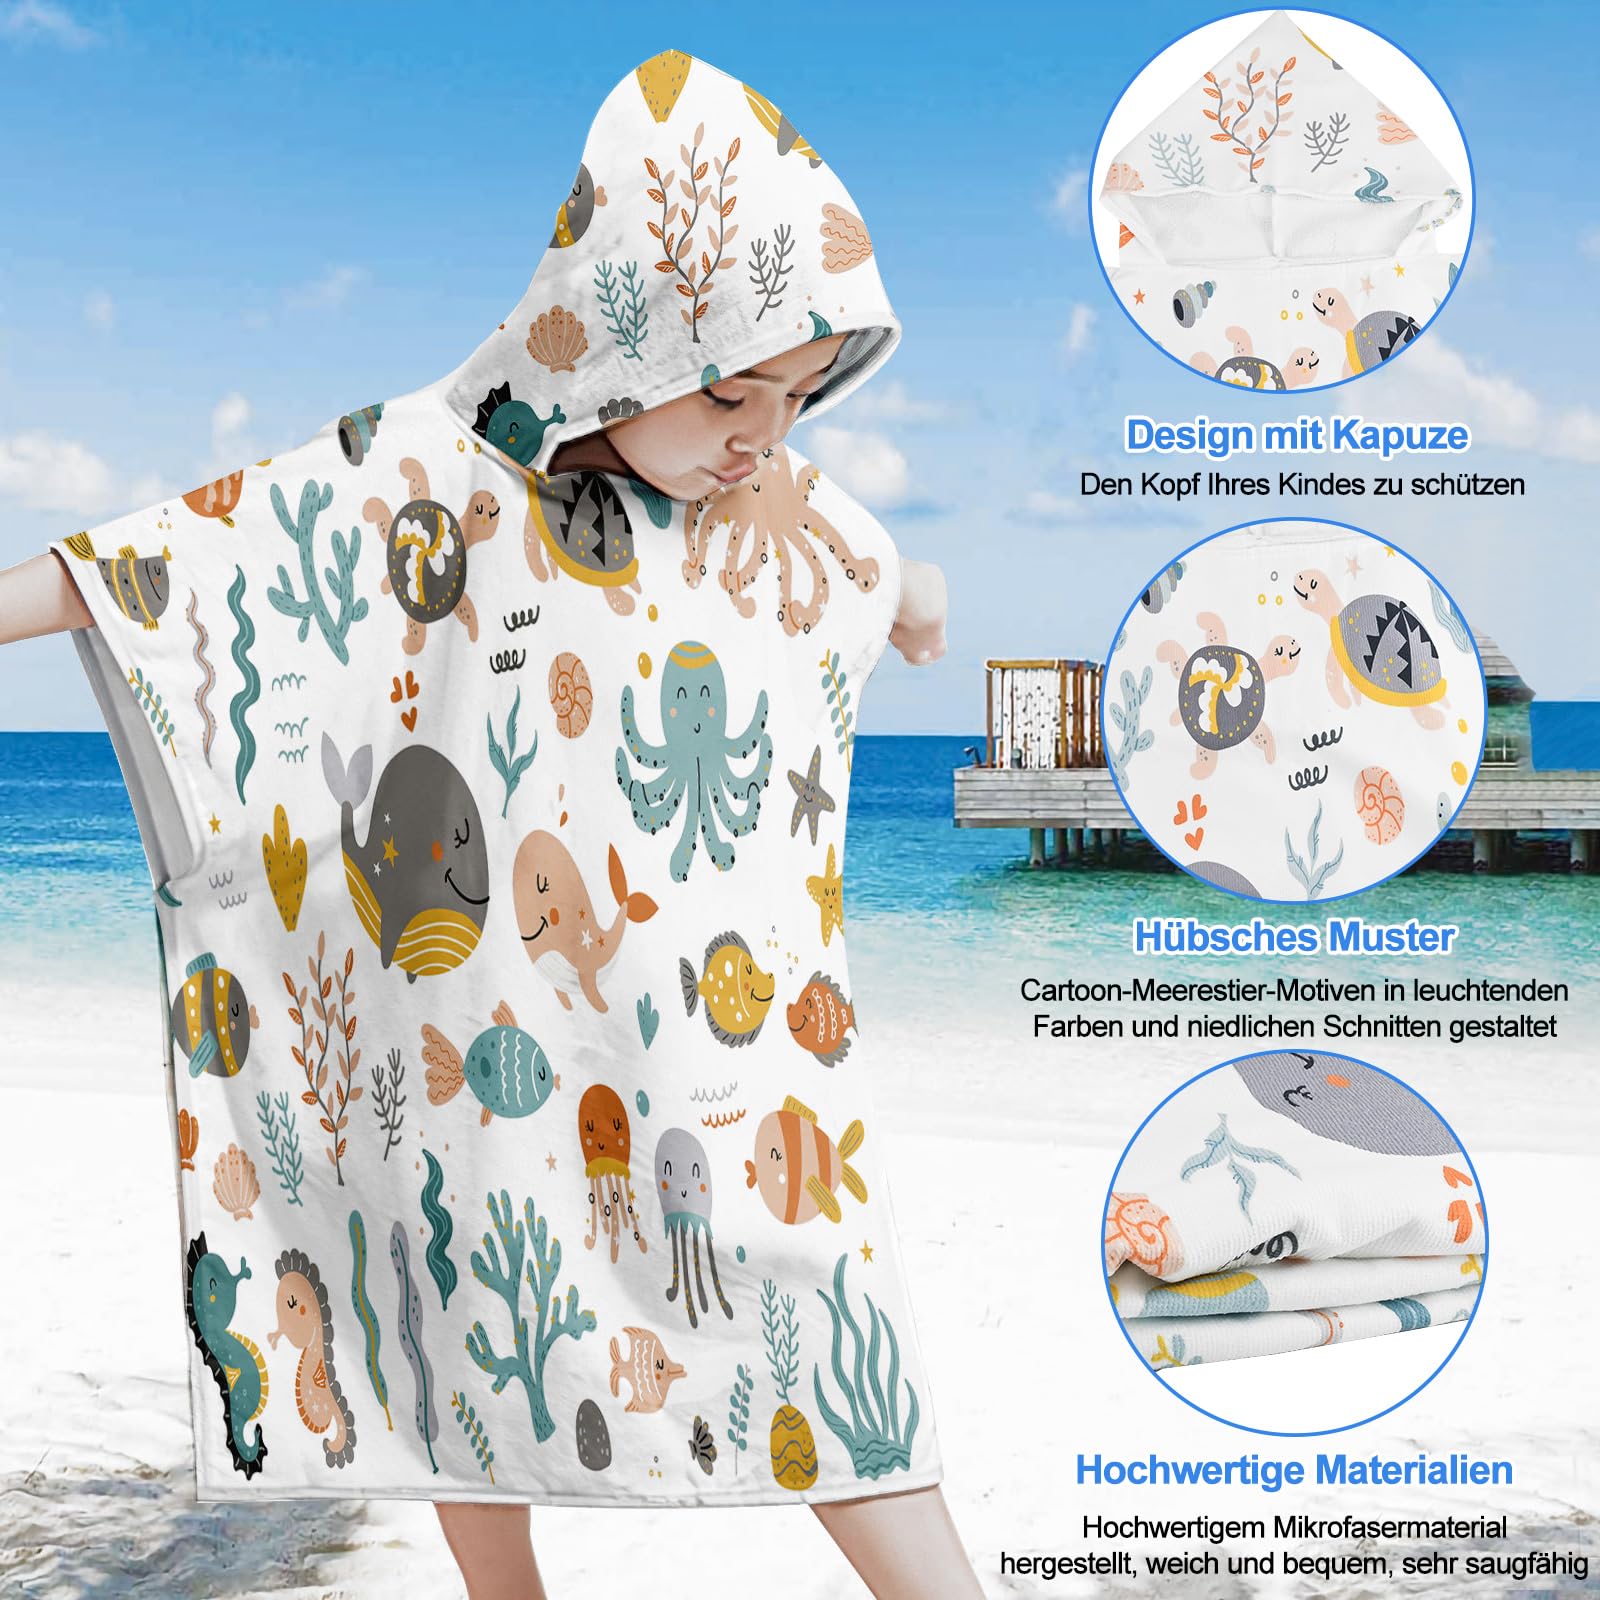 Design mit Kapuze
Den Kopf Ihres Kindes zu schützen
Hübsches Muster
Cartoon-Meerestier-Motiven in leuchtenden
Farben und niedlichen Schnitten gestaltet
Hochwertige Materialien
Hochwertigem Mikrofasermaterial
hergestellt, weich und bequem, sehr saugfähig